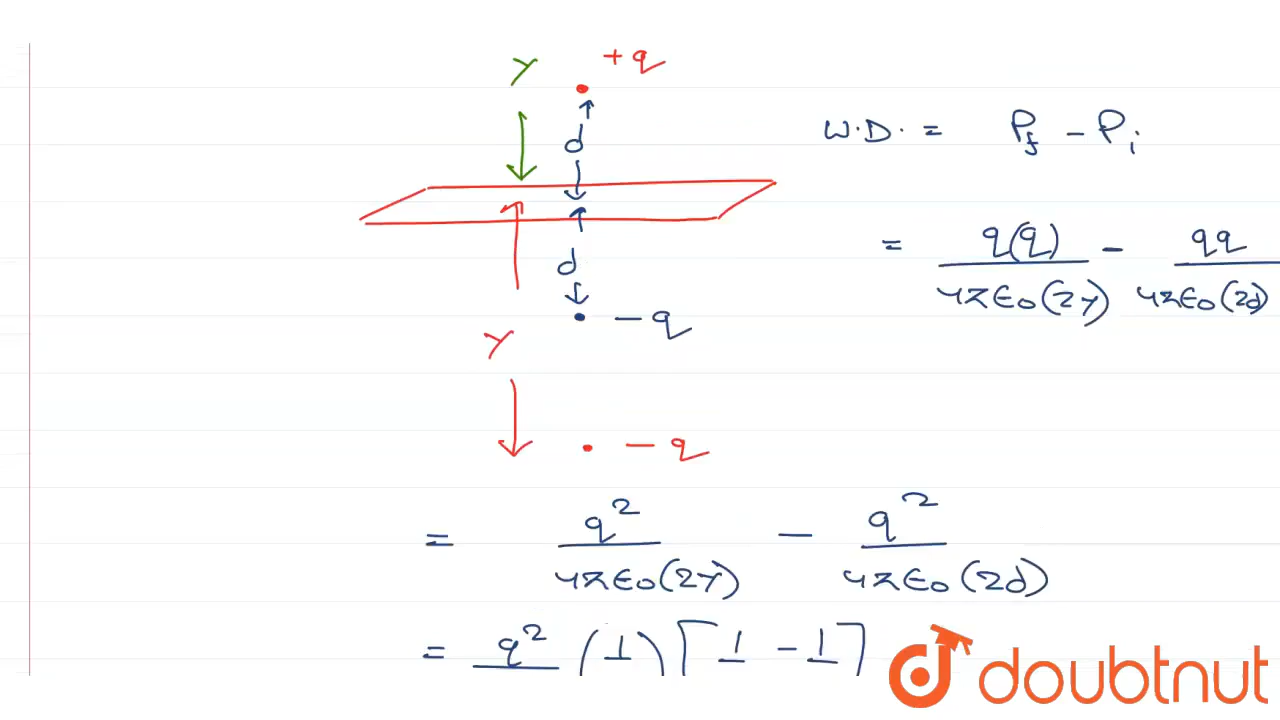 y
+q
d
W.D. = P_f - P_i
= q(q)/4πε₀(2y) - qq/4πε₀(2d)
d
-q
y
-q
= q²/4πε₀(2y) - q²/4πε₀(2d)
= q² (1) [1 - 1]
doubtnut